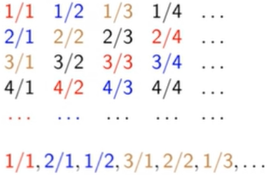 1/1 1/2 1/3 1/4 ...
2/1 2/2 2/3 2/4 ...
3/1 3/2 3/3 3/4 ...
4/1 4/2 4/3 4/4 ...
... ... ... ... ...
1/1, 2/1, 1/2, 3/1, 2/2, 1/3, ...